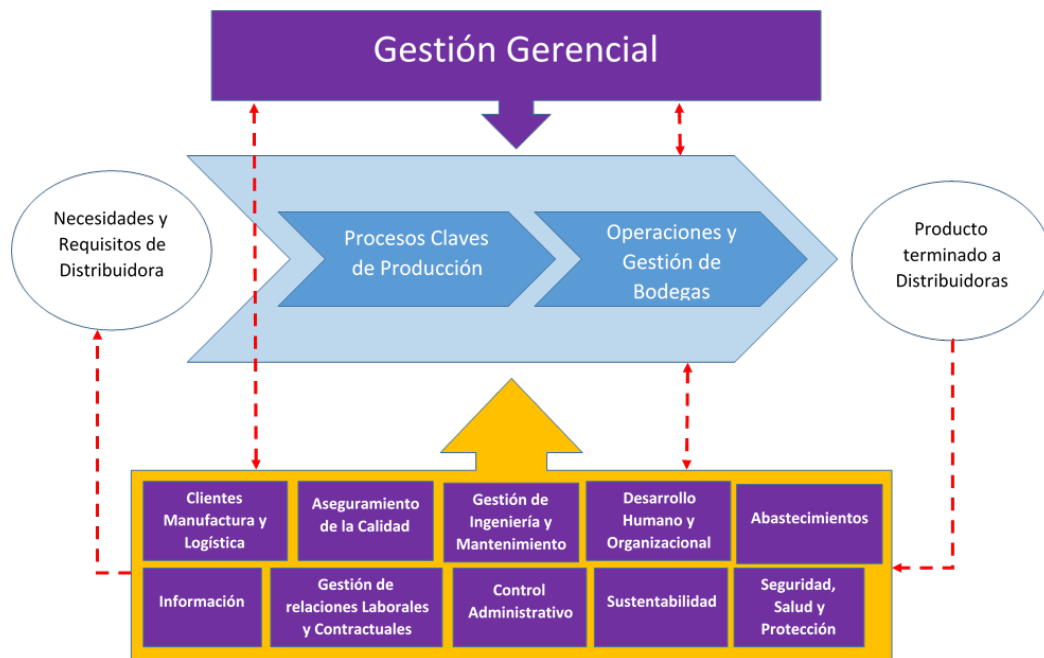 Gestión Gerencial
Necesidades y
Requisitos de
Distribuidora
Procesos Claves
de Producción
Operaciones y
Gestión de
Bodegas
Producto
terminado a
Distribuidoras
Clientes
Manufactura y
Logística
Aseguramiento
de la Calidad
Gestión de
Ingeniería y
Mantenimiento
Desarrollo
Humano y
Organizacional
Abastecimientos
Información
Gestión de
relaciones Laborales
y Contractuales
Control
Administrativo
Sustentabilidad
Seguridad,
Salud y
Protección